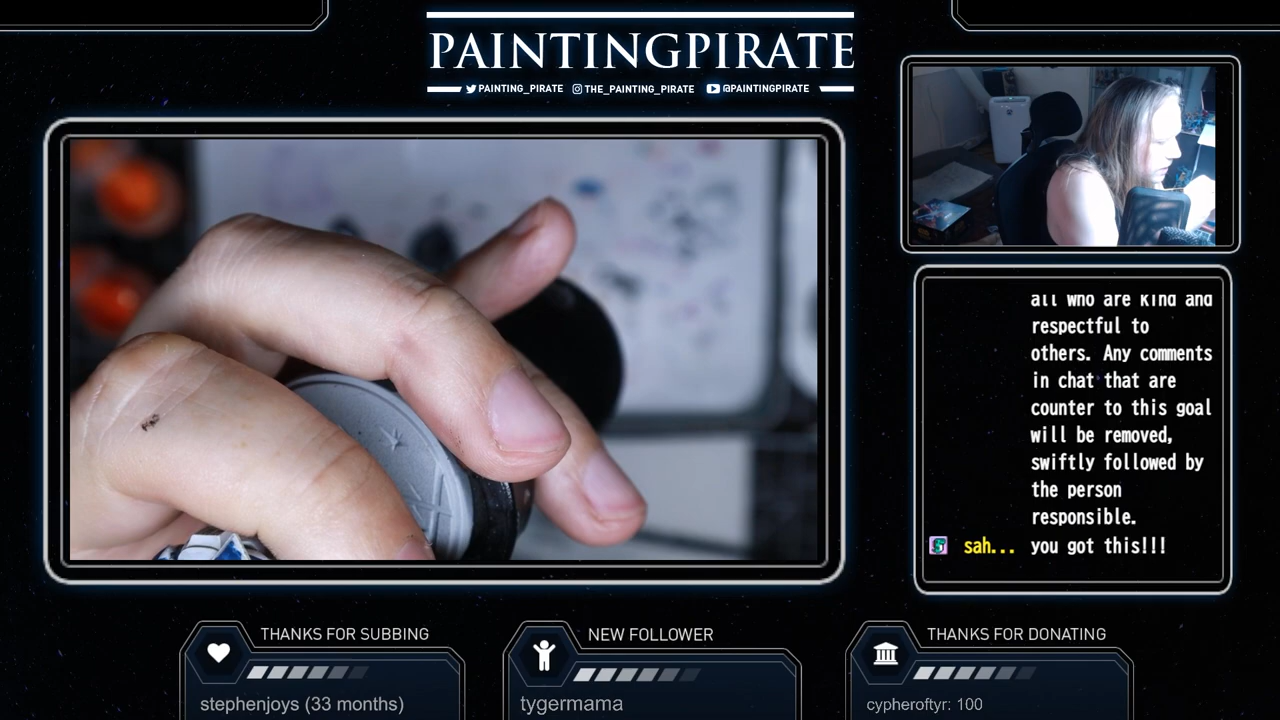 PAINTINGPIRATE
PAINTING_PIRATE THE_PAINTING_PIRATE @PAINTINGPIRATE
all who are kind and
respectful to
others. Any comments
in chat that are
counter to this goal
will be removed,
swiftly followed by
the person
responsible.
sah... you got this!!!
THANKS FOR SUBBING
stephenjoys (33 months)
NEW FOLLOWER
tygermama
THANKS FOR DONATING
cypheroftyr: 100